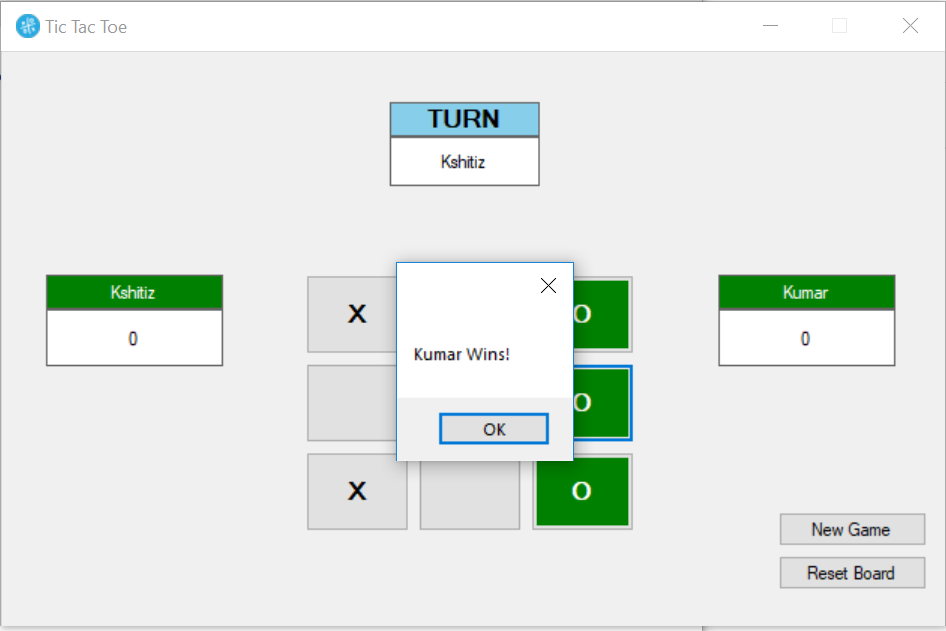 Tic Tac Toe
TURN
Kshitiz
Kshitiz
0
Kumar
0
X
O
Kumar Wins!
O
OK
X
O
New Game
Reset Board